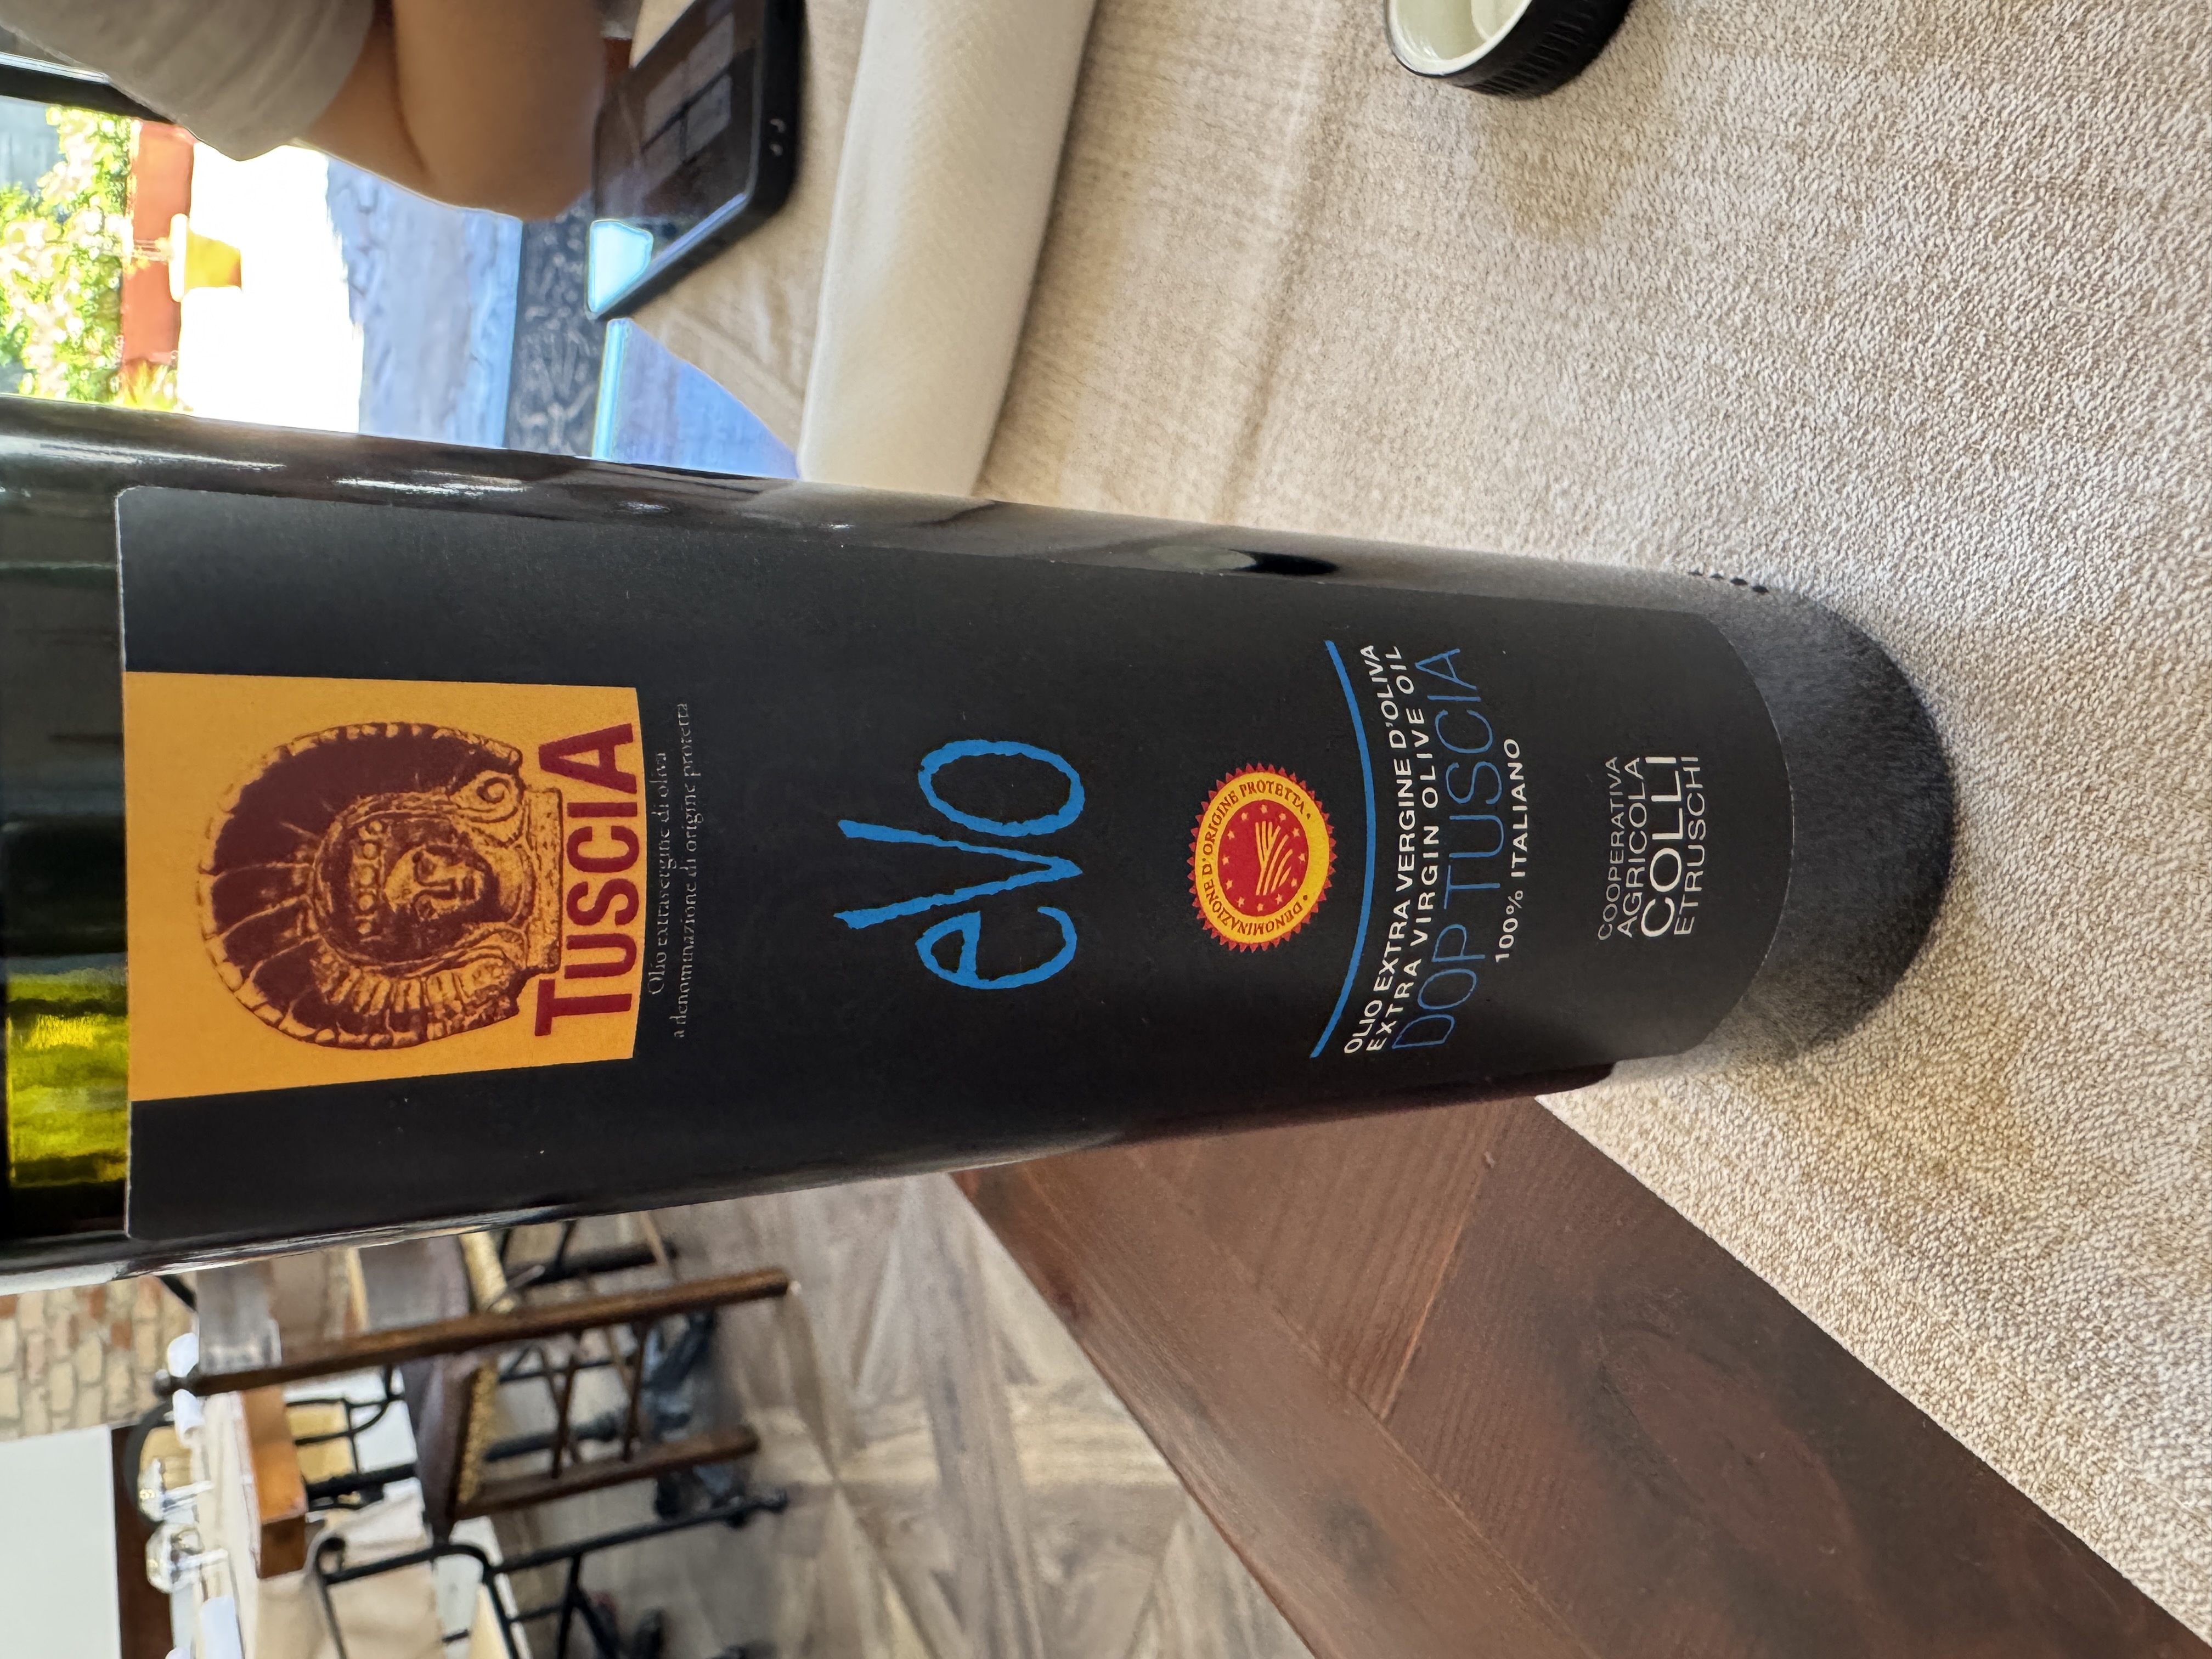 TUSCIA
Olio extravergine di oliva
a denominazione di origine protetta
evo
DENOMINAZIONE D'ORIGINE PROTETTA
OLIO EXTRA VERGINE D'OLIVA
EXTRA VIRGIN OLIVE OIL
DOP TUSCIA
100% ITALIANO
COOPERATIVA
AGRICOLA
COLLI
ETRUSCHI